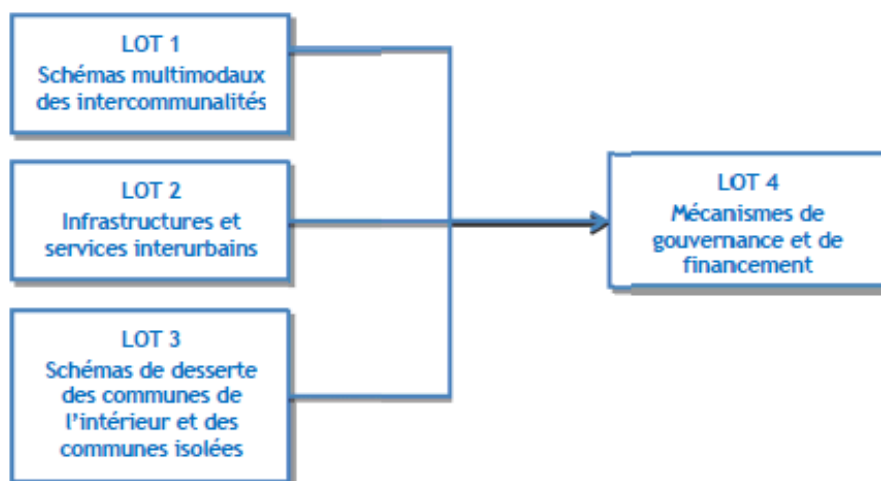 LOT 1
Schémas multimodaux
des intercommunalités
LOT 2
Infrastructures et
services interurbains
LOT 3
Schémas de desserte
des communes de
l'intérieur et des
communes isolées
LOT 4
Mécanismes de
gouvernance et de
financement